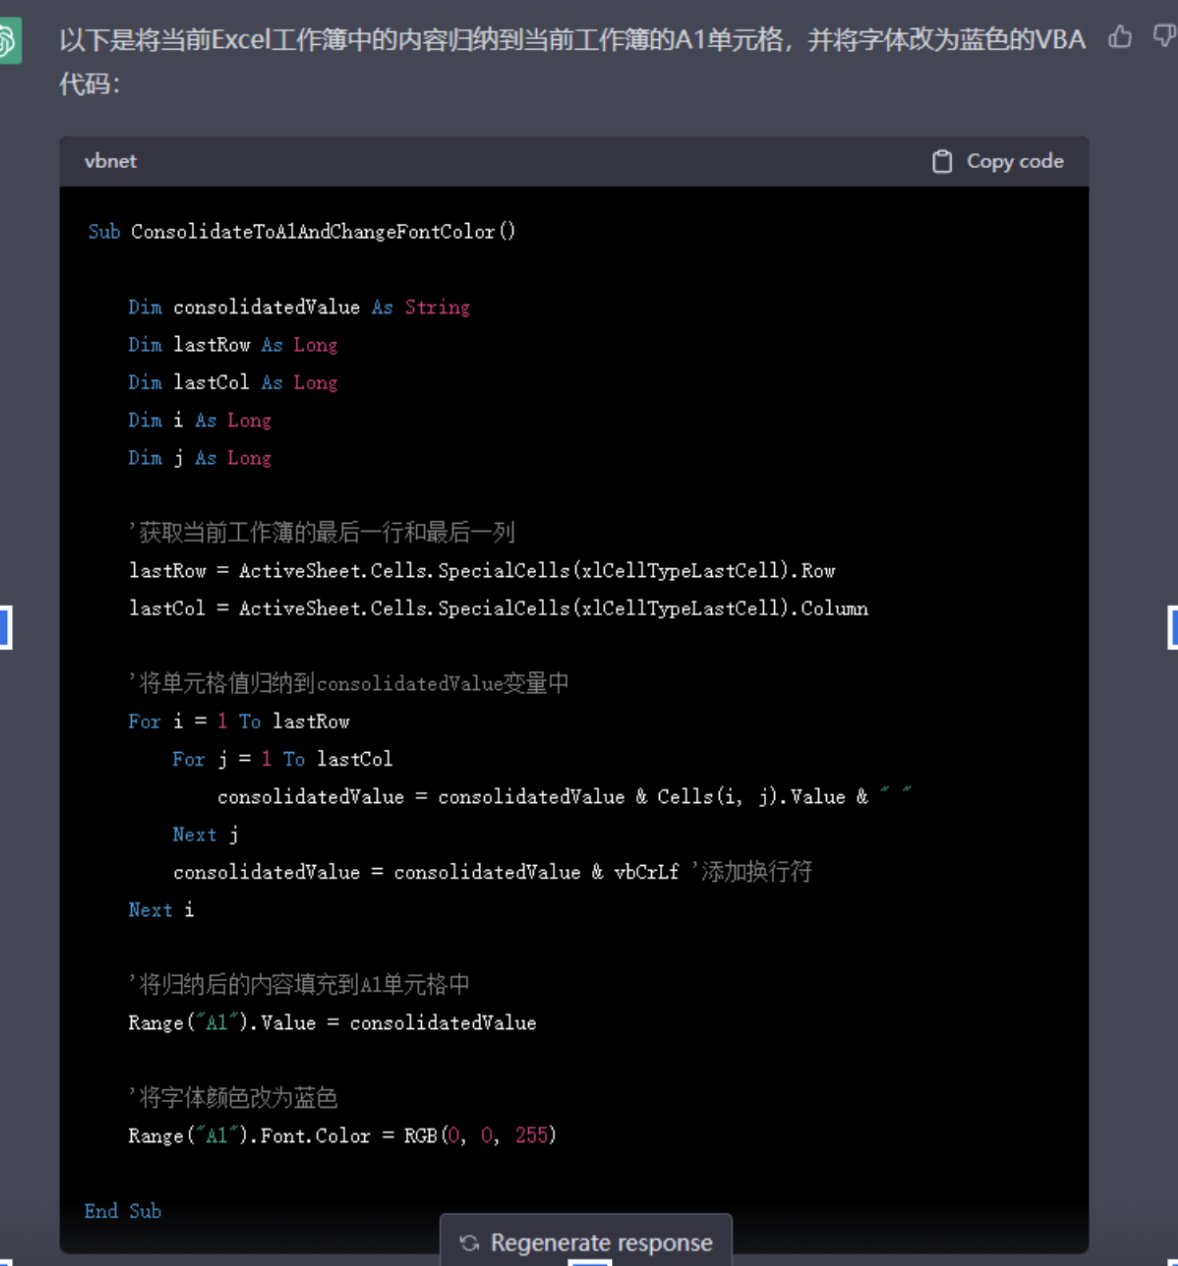 以下是将当前Excel工作簿中的内容归纳到当前工作簿的A1单元格，并将字体改为蓝色的VBA
代码：
vbnet Copy code
Sub ConsolidateToA1AndChangeFontColor()
Dim consolidatedValue As String
Dim lastRow As Long
Dim lastCol As Long
Dim i As Long
Dim j As Long
'获取当前工作簿的最后一行和最后一列
lastRow = ActiveSheet.Cells.SpecialCells(xlCellTypeLastCell).Row
lastCol = ActiveSheet.Cells.SpecialCells(xlCellTypeLastCell).Column
'将单元格值归纳到consolidatedValue变量中
For i = 1 To lastRow
For j = 1 To lastCol
consolidatedValue = consolidatedValue & Cells(i, j).Value & " "
Next j
consolidatedValue = consolidatedValue & vbCrLf '添加换行符
Next i
'将归纳后的内容填充到A1单元格中
Range("A1").Value = consolidatedValue
'将字体颜色改为蓝色
Range("A1").Font.Color = RGB(0, 0, 255)
End Sub
Regenerate response